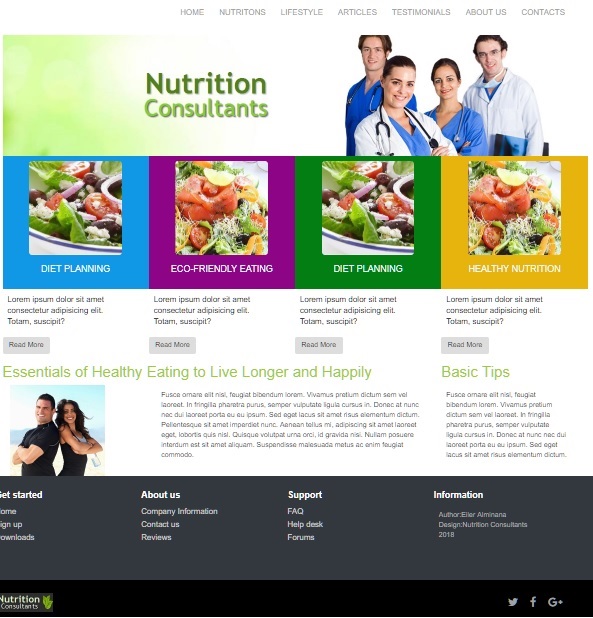 HOME NUTRITONS LIFESTYLE ARTICLES TESTIMONIALS ABOUT US CONTACTS
Nutrition
Consultants
DIET PLANNING
ECO-FRIENDLY EATING
DIET PLANNING
HEALTHY NUTRITION
Lorem ipsum dolor sit amet
consectetur adipisicing elit.
Totam, suscipit?
Read More
Lorem ipsum dolor sit amet
consectetur adipisicing elit.
Totam, suscipit?
Read More
Lorem ipsum dolor sit amet
consectetur adipisicing elit.
Totam, suscipit?
Read More
Lorem ipsum dolor sit amet
consectetur adipisicing elit.
Totam, suscipit?
Read More
Essentials of Healthy Eating to Live Longer and Happily
Fusce ornare elit nisl, feugiat bibendum lorem. Vivamus pretium dictum sem vel
laoreet. In fringilla pharetra purus, semper vulputate ligula cursus in. Donec at nunc
nec dui laoreet porta eu eu ipsum. Sed eget lacus sit amet risus elementum dictum.
Pellentesque sit amet imperdiet nunc. Aenean tellus mi, adipiscing sit amet laoreet
eget, lobortis quis nisl. Quisque volutpat urna orci, id gravida nisi. Nullam posuere
interdum est sit amet aliquam. Suspendisse malesuada metus ac enim feugiat
commodo.
Basic Tips
Fusce ornare elit nisl, feugiat
bibendum lorem. Vivamus pretium
dictum sem vel laoreet. In fringilla
pharetra purus, semper vulputate
ligula cursus in. Donec at nunc nec dui
laoreet porta eu eu ipsum. Sed eget
lacus sit amet risus elementum dictum.
Get started
ome
ign up
ownloads
About us
Company Information
Contact us
Reviews
Support
FAQ
Help desk
Forums
Information
Author:Eller Alminana
Design:Nutrition Consultants
2018
Nutrition
Consultants